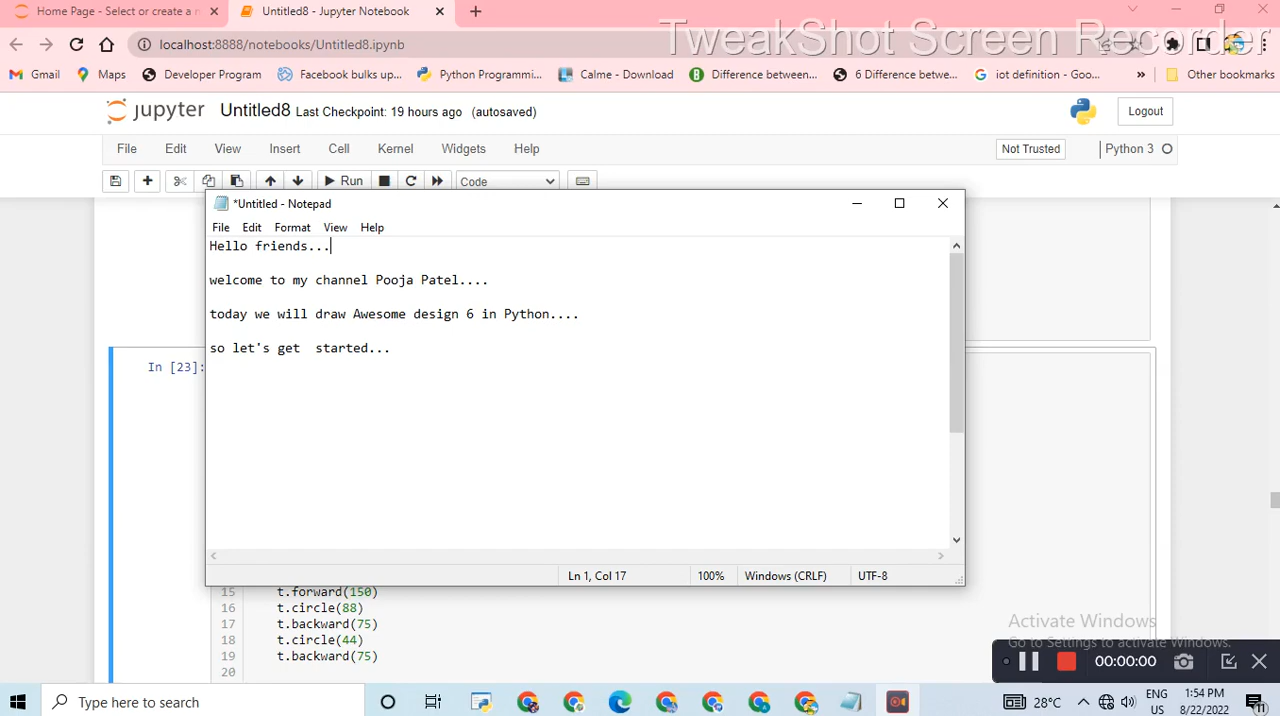 Home Page - Select or create a n
Untitled8 - Jupyter Notebook
TweakShot Screen Recorder
localhost:8888/notebooks/Untitled8.ipynb
Gmail
Maps
Developer Program
Facebook bulks up...
Python Programmi...
Calme - Download
Difference between...
6 Difference betwe...
iot definition - Goo...
»
Other bookmarks
jupyter
Untitled8 Last Checkpoint: 19 hours ago (autosaved)
Logout
File Edit View Insert Cell Kernel Widgets Help
Not Trusted
Python 3
Run
Code
*Untitled - Notepad
File Edit Format View Help
Hello friends...
welcome to my channel Pooja Patel....
today we will draw Awesome design 6 in Python....
so let's get  started...
In [23]:
Ln 1, Col 17
100%
Windows (CRLF)
UTF-8
15 t.forward(150)
16 t.circle(88)
17 t.backward(75)
18 t.circle(44)
19 t.backward(75)
20
Activate Windows
Go to Settings to activate Windows.
00:00:00
Type here to search
28°C
ENG
US
1:54 PM
8/22/2022
11